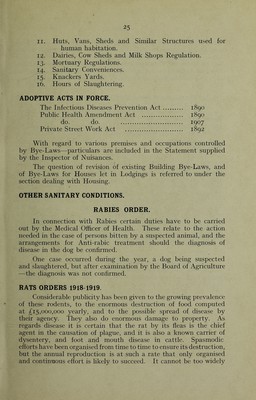 25
11. Huts, Vans, Sheds and Similar Structures used for
human habitation.
12. Dairies, Cow Sheds and Milk Shops Regulation.
13. Mortuary Regulations.
14. Sanitary Conveniences.
15. Knackers Yards.
16. Hours of Slaughtering.
ADOPTIVE ACTS IN FORCE.
The Infectious Diseases Prevention Act ......... 1890
Public Health Amendment Act .................. 1890
do. do. .................. 1907
Private Street Work Act ......................... 1892
With regard to various premises and occupations controlled
by Bye-Laws—particulars are included in the Statement supplied
by the Inspector of Nuisances.
The question of revision of existing Building Bye-Laws, and
of Bye-Laws for Houses let in Lodgings is referred to under the
section dealing with Housing.
OTHER SANITARY CONDITIONS.
RABIES ORDER.
In connection with Rabies certain duties have to be carried
out by the Medical Officer of Health. These relate to the action
needed in the case of persons bitten by a suspected animal, and the
arrangements for Anti-rabic treatment should the diagnosis of
disease in the dog be confirmed.
One case occurred during the year, a dog being suspected
and slaughtered, but after examination by the Board of Agriculture
—the diagnosis was not confirmed.
RATS ORDERS 1918-1919.
Considerable publicity has been given to the growing prevalence
of these rodents, to the enormous destruction of food computed
at £15,000,000 yearly, and to the possible spread of disease by
their agency. They also do enormous damage to property. As
regards disease it is certain that the rat by its fleas is the chief
agent in the causation of plague, and it is also a known carrier of
dysentery, and foot and mouth disease in cattle. Spasmodic
efforts have been organised from time to time to ensure its destruction,
but the annual reproduction is at such a rate that only organised
and continuous effort is likely to succeed. It cannot be too widely